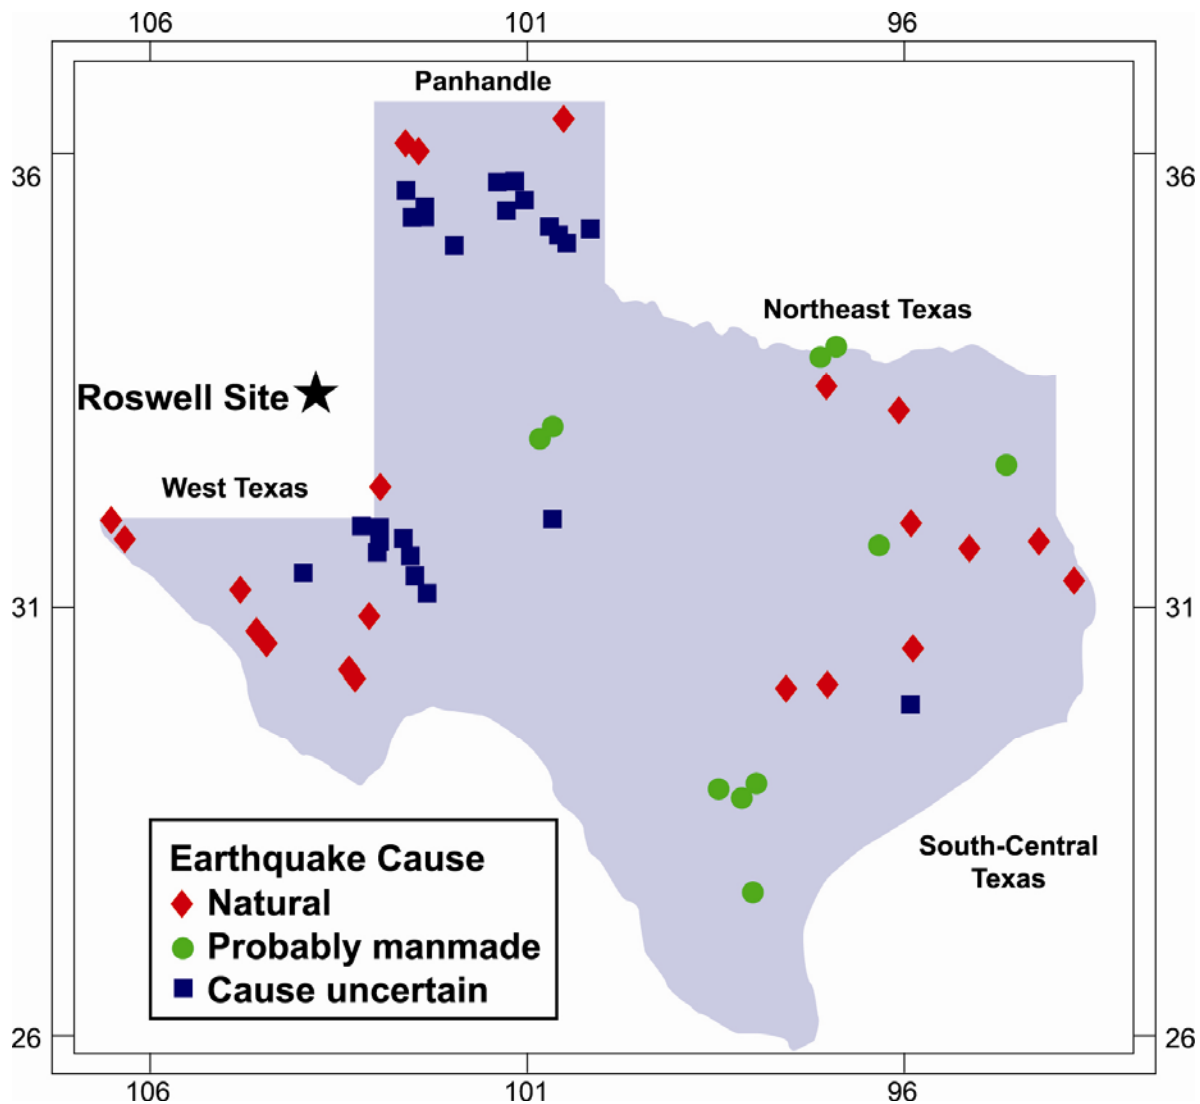 106 101 96
Panhandle
36 36
Northeast Texas
Roswell Site
West Texas
31 31
South-Central
Texas
Earthquake Cause
Natural
Probably manmade
Cause uncertain
26 26
106 101 96